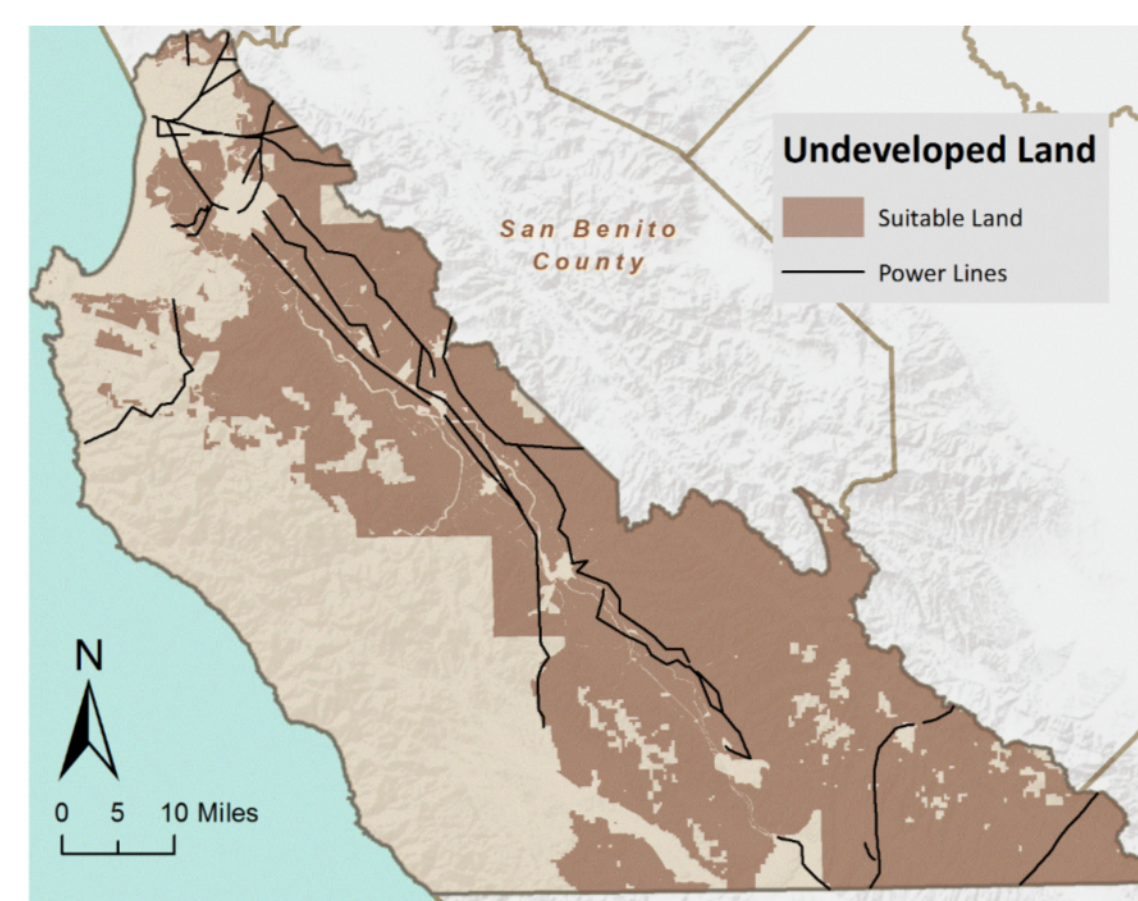 Undeveloped Land
Suitable Land
Power Lines
San Benito
County
N
0 5 10 Miles